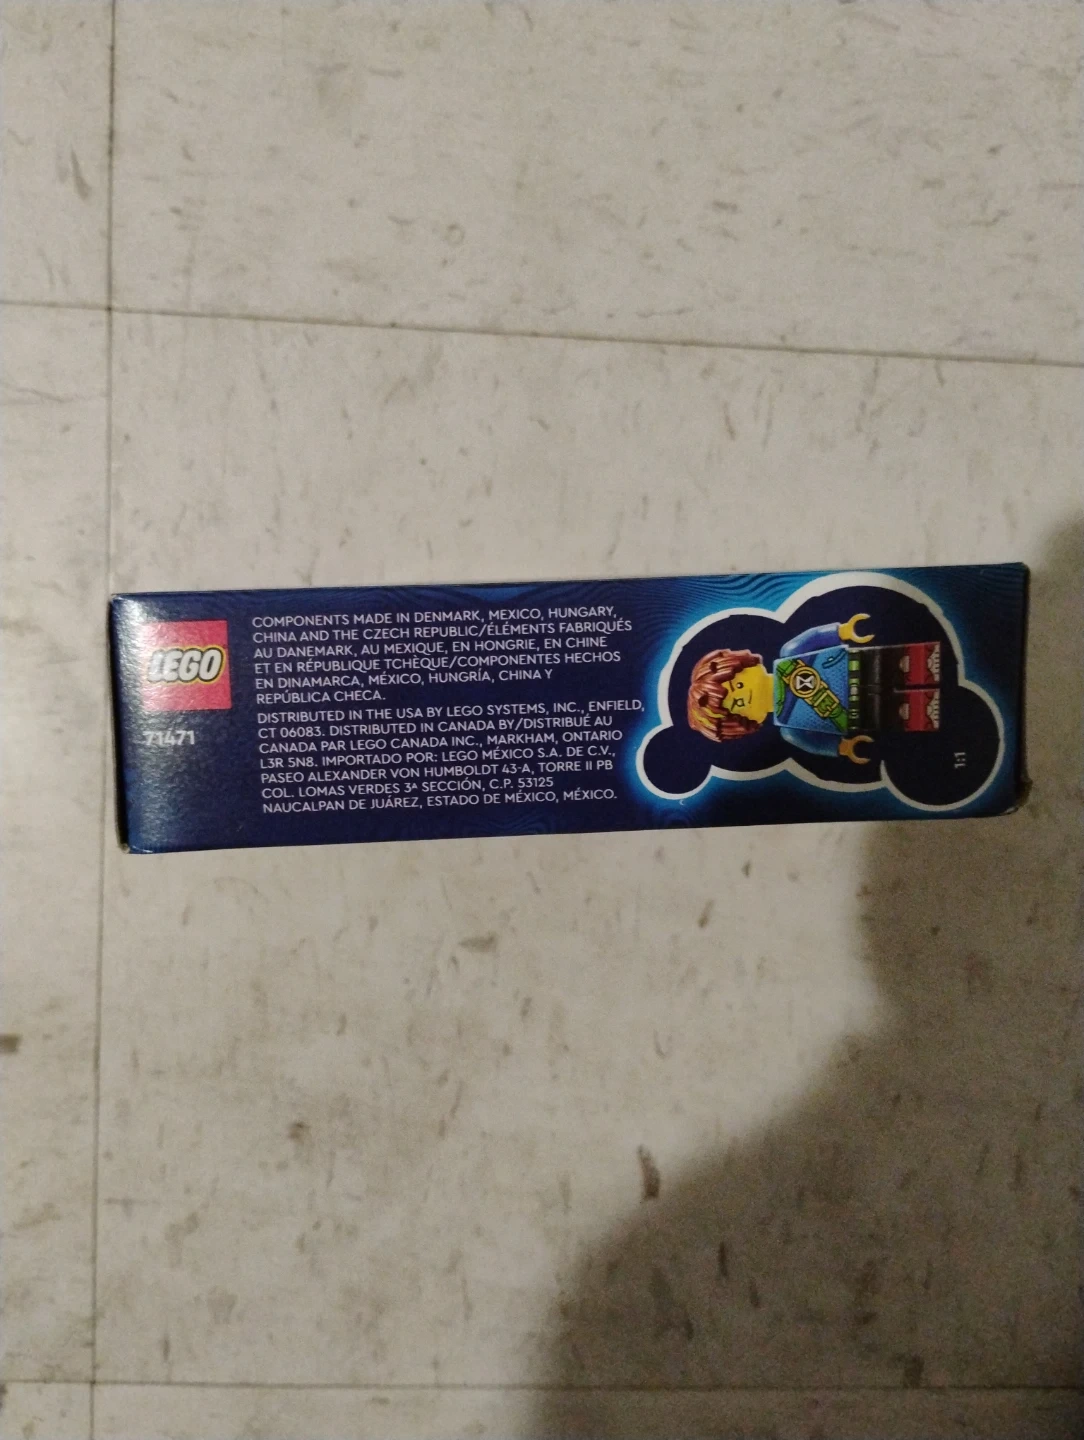 LEGO
71471
COMPONENTS MADE IN DENMARK, MEXICO, HUNGARY,
CHINA AND THE CZECH REPUBLIC/ÉLÉMENTS FABRIQUÉS
AU DANEMARK, AU MEXIQUE, EN HONGRIE, EN CHINE
ET EN RÉPUBLIQUE TCHÈQUE/COMPONENTES HECHOS
EN DINAMARCA, MÉXICO, HUNGRÍA, CHINA Y
REPÚBLICA CHECA.
DISTRIBUTED IN THE USA BY LEGO SYSTEMS, INC., ENFIELD,
CT 06083. DISTRIBUTED IN CANADA BY/DISTRIBUÉ AU
CANADA PAR LEGO CANADA INC., MARKHAM, ONTARIO
L3R 5N8. IMPORTADO POR: LEGO MÉXICO S.A. DE C.V.,
PASEO ALEXANDER VON HUMBOLDT 43-A, TORRE II PB
COL. LOMAS VERDES 3ª SECCIÓN, C.P. 53125
NAUCALPAN DE JUÁREZ, ESTADO DE MÉXICO, MÉXICO.
1:1